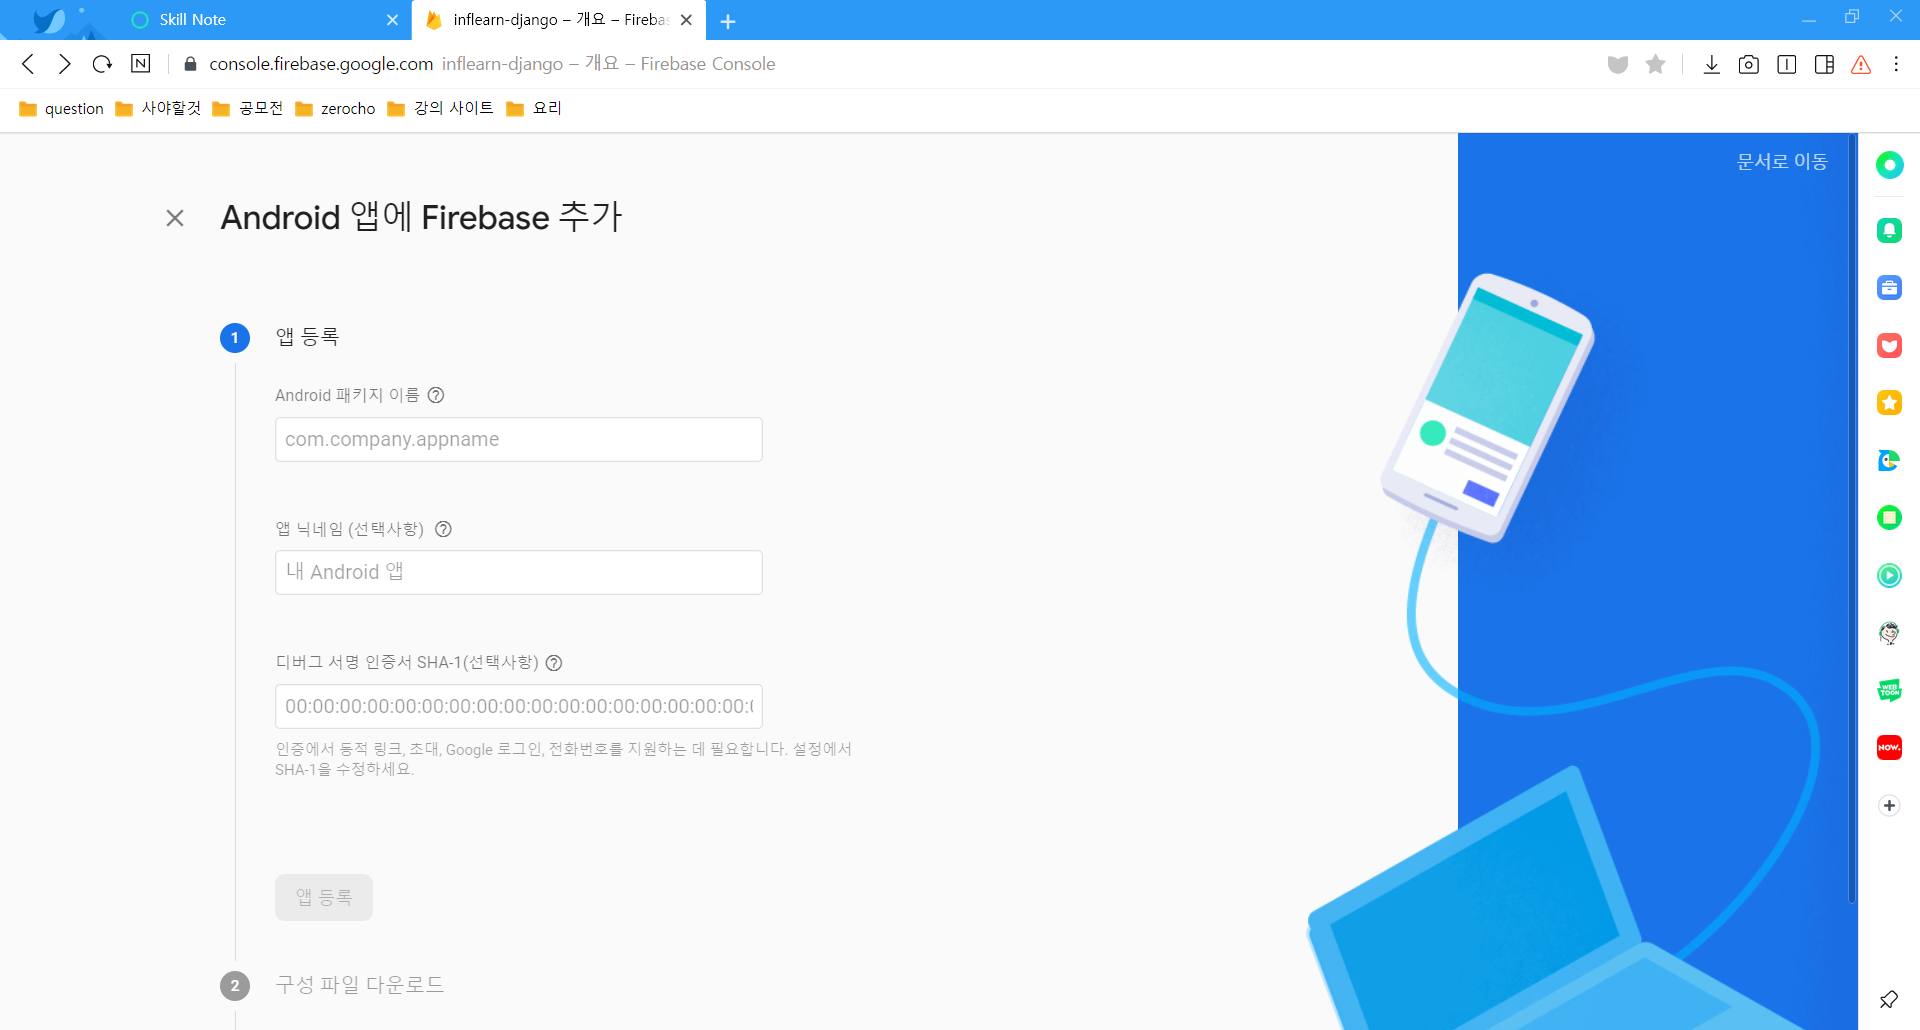 Skill Note
inflearn-django – 개요 – Fireba
console.firebase.google.com inflearn-django – 개요 – Firebase Console
question 사야할것 공모전 zerocho 강의 사이트 요리
문서로 이동
Android 앱에 Firebase 추가
1 앱 등록
Android 패키지 이름 ?
com.company.appname
앱 닉네임 (선택사항) ?
내 Android 앱
디버그 서명 인증서 SHA-1(선택사항) ?
00:00:00:00:00:00:00:00:00:00:00:00:00:00:00:00:00:
인증에서 동적 링크, 초대, Google 로그인, 전화번호를 지원하는 데 필요합니다. 설정에서
SHA-1을 수정하세요.
앱 등록
2 구성 파일 다운로드
N
WEB
TOON
NOW.